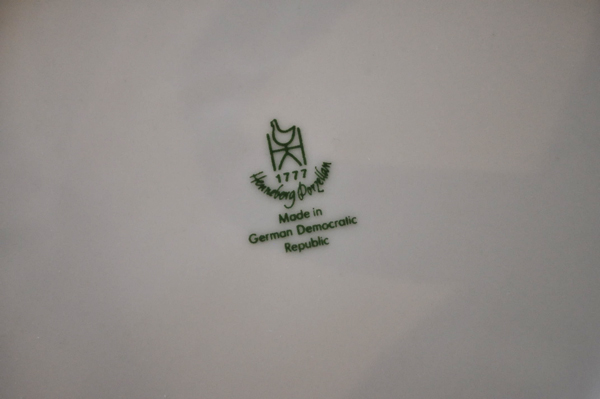 1777
Henneberg Porzellan
Made in
German Democratic
Republic